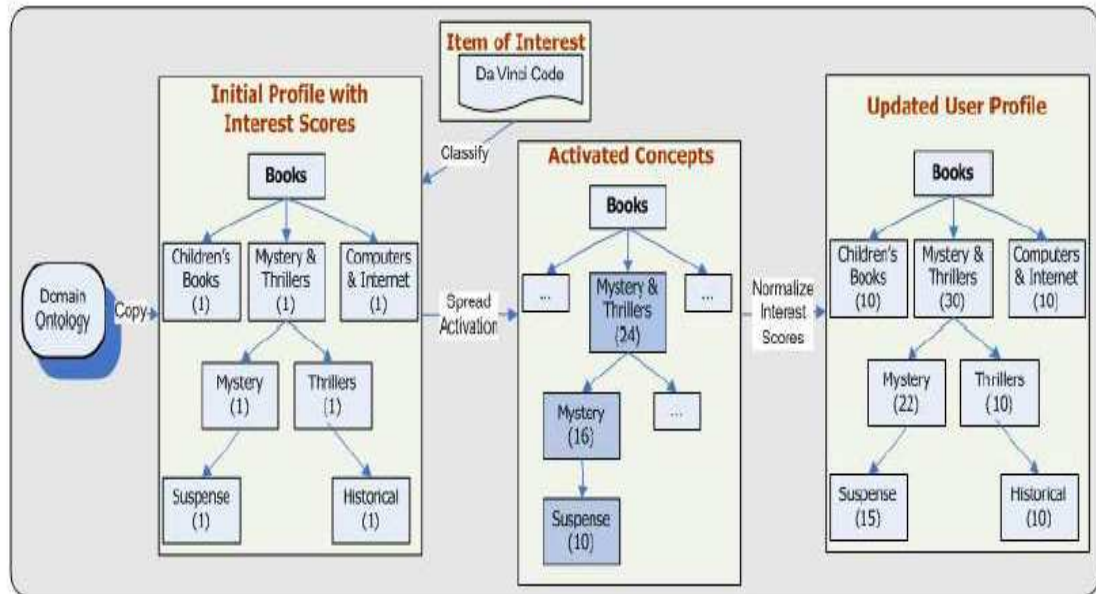 Item of Interest
Da Vinci Code
Initial Profile with
Interest Scores
Classify
Books
Children's
Books
(1)
Mystery &
Thrillers
(1)
Computers
& Internet
(1)
Mystery
(1)
Thrillers
(1)
Suspense
(1)
Historical
(1)
Domain
Ontology
Copy
Spread
Activation
Activated Concepts
Books
...
Mystery &
Thrillers
(24)
...
Mystery
(16)
...
Suspense
(10)
Normalize
Interest
Scores
Updated User Profile
Books
Children's
Books
(10)
Mystery &
Thrillers
(30)
Computers
& Internet
(10)
Mystery
(22)
Thrillers
(10)
Suspense
(15)
Historical
(10)